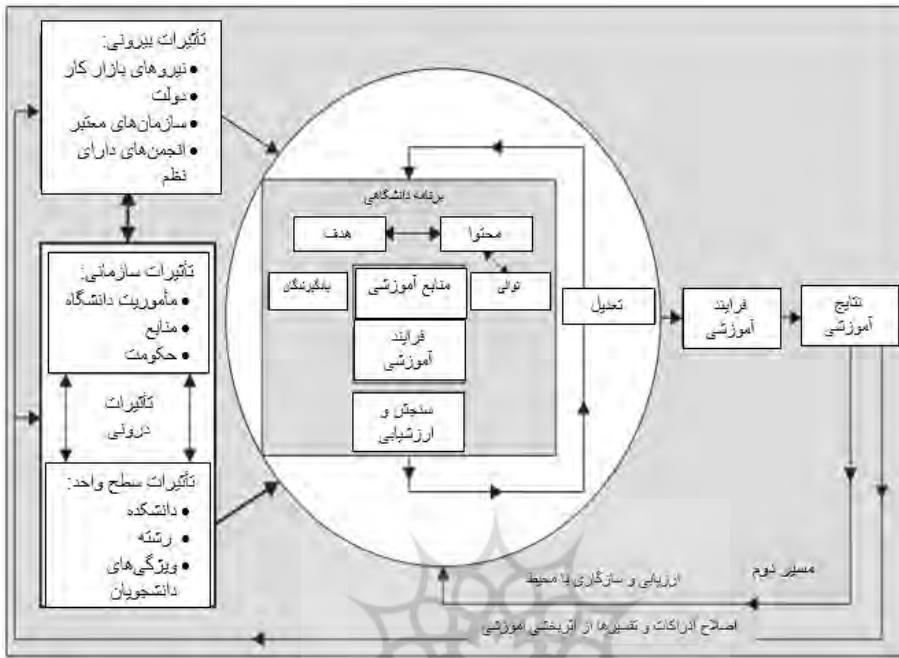 تأثیرات بیرونی:
• نیروهای بازار کار
• دولت
• سازمان‌های معتبر
• انجمن‌های دارای
نظم
تأثیرات سازمانی:
• مأموریت دانشگاه
• منابع
• حکومت
تأثیرات
درونی
تأثیرات سطح واحد:
• دانشکده
• رشته
• ویژگی‌های
دانشجویان
برنامه دانشگاهی
محتوا
هدف
توالی
منابع آموزشی
یادگیرندگان
فرایند
آموزشی
سنجش و
ارزشیابی
تعدیل
فرایند
آموزشی
نتایج
آموزشی
مسیر دوم
ارزیابی و سازگاری با محیط
اصلاح ادراکات و تفسیرها از اثربخشی آموزشی